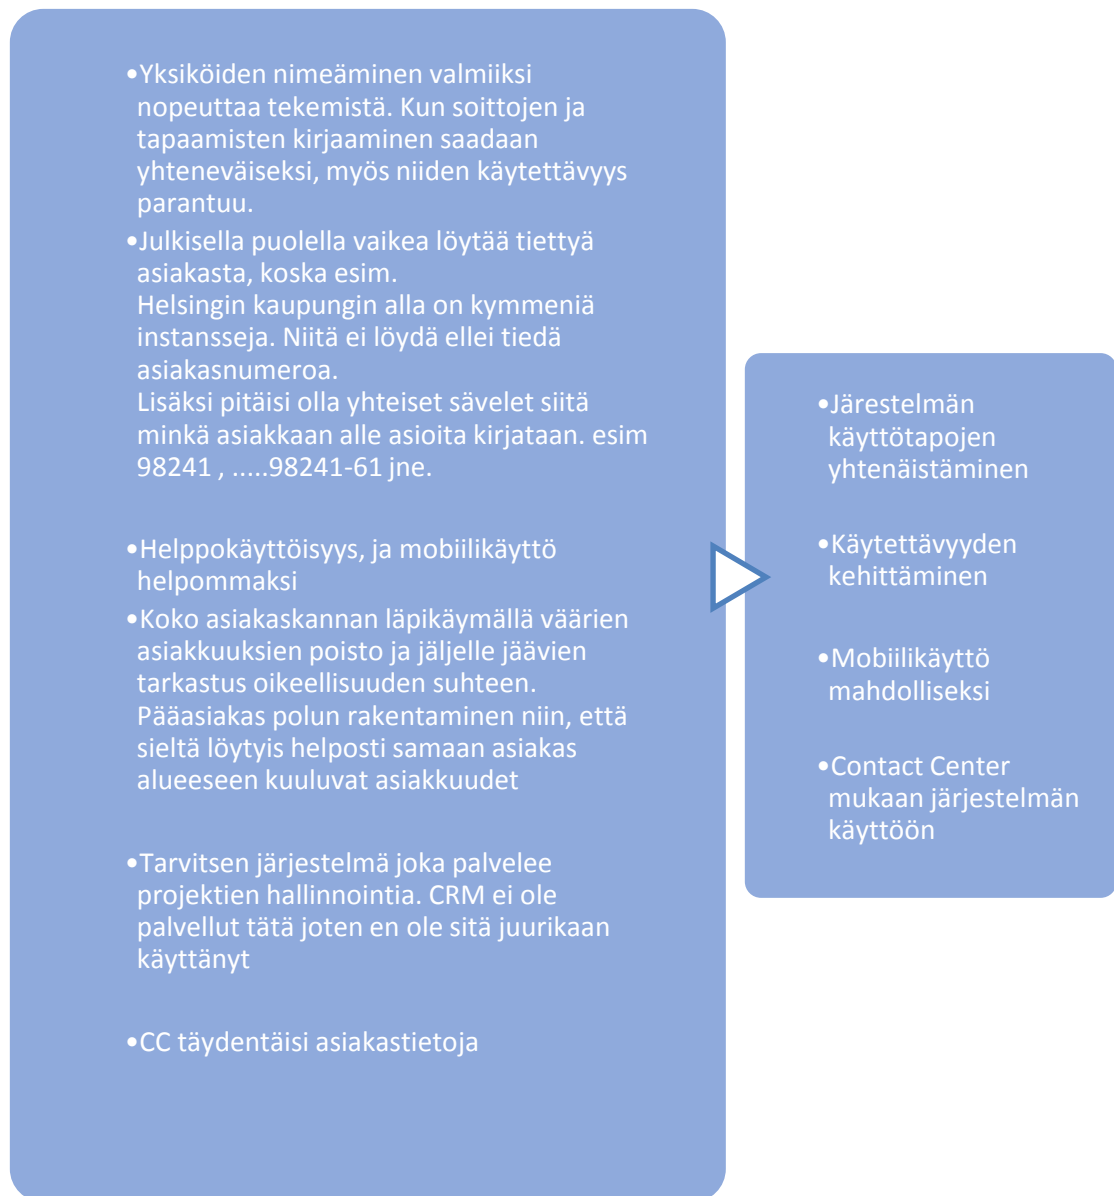 •Yksiköiden nimeäminen valmiiksi
nopeuttaa tekemistä. Kun soittojen ja
tapaamisten kirjaaminen saadaan
yhteneväiseksi, myös niiden käytettävyys
parantuu.
•Julkisella puolella vaikea löytää tiettyä
asiakasta, koska esim.
Helsingin kaupungin alla on kymmeniä
instansseja. Niitä ei löydä ellei tiedä
asiakasnumeroa.
Lisäksi pitäisi olla yhteiset sävelet siitä
minkä asiakkaan alle asioita kirjataan. esim
98241 , .....98241-61 jne.
•Helppokäyttöisyys, ja mobiilikäyttö
helpommaksi
•Koko asiakaskannan läpikäymällä väärien
asiakkuuksien poisto ja jäljelle jäävien
tarkastus oikeellisuuden suhteen.
Pääasiakas polun rakentaminen niin, että
sieltä löytyis helposti samaan asiakas
alueeseen kuuluvat asiakkuudet
•Tarvitsen järjestelmä joka palvelee
projektien hallinnointia. CRM ei ole
palvellut tätä joten en ole sitä juurikaan
käyttänyt
•CC täydentäisi asiakastietoja
•Järestelmän
käyttötapojen
yhtenäistäminen
•Käytettävyyden
kehittäminen
•Mobiilikäyttö
mahdolliseksi
•Contact Center
mukaan järjestelmän
käyttöön